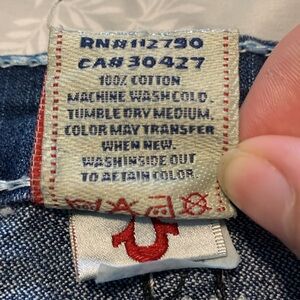 RN#112790
CA#30427
100% COTTON
MACHINE WASH COLD.
TUMBLE DRY MEDIUM.
COLOR MAY TRANSFER
WHEN NEW.
WASH INSIDE OUT
TO RETAIN COLOR.